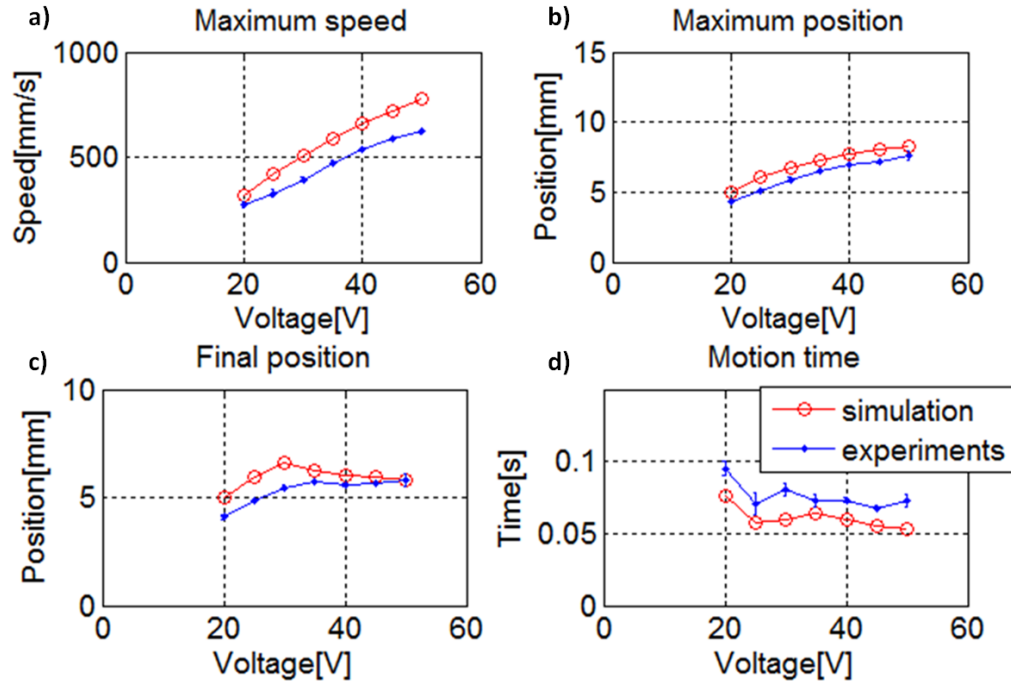 a) Maximum speed
1000
500
0
Speed[mm/s]
0 20 40 60
Voltage[V]
b) Maximum position
15
10
5
0
Position[mm]
0 20 40 60
Voltage[V]
c) Final position
10
5
0
Position[mm]
0 20 40 60
Voltage[V]
d) Motion time
simulation
experiments
0.1
0.05
0
Time[s]
0 20 40 60
Voltage[V]